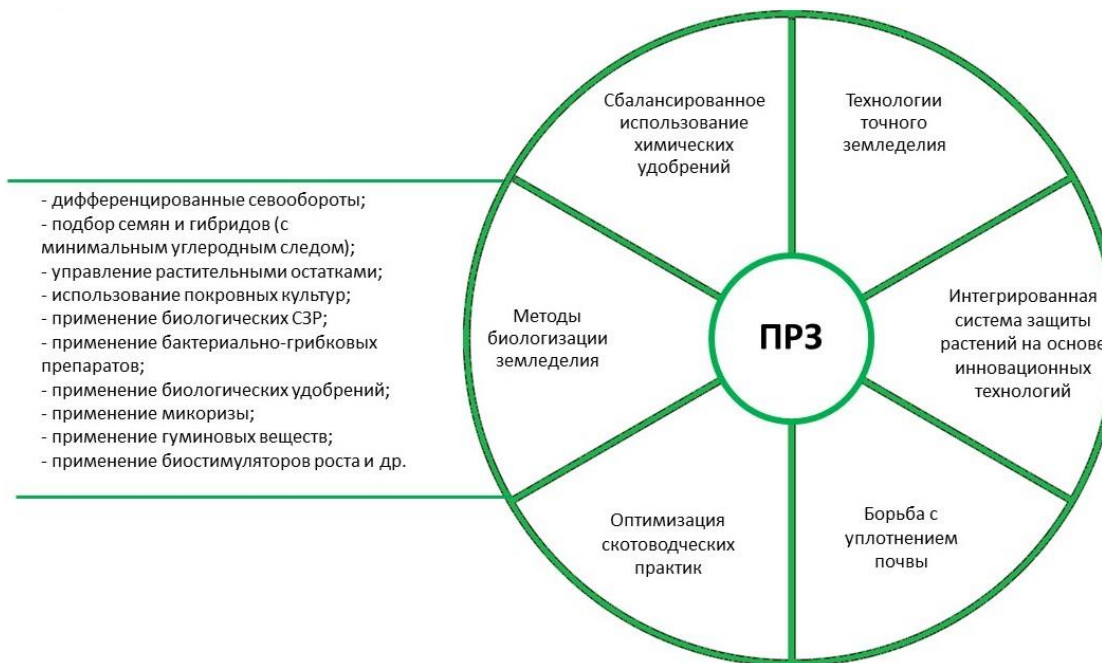 - дифференцированные севообороты;
- подбор семян и гибридов (с
минимальным углеродным следом);
- управление растительными остатками;
- использование покровных культур;
- применение биологических СЗР;
- применение бактериально-грибковых
препаратов;
- применение биологических удобрений;
- применение микоризы;
- применение гуминовых веществ;
- применение биостимуляторов роста и др.
Сбалансированное
использование
химических
удобрений
Технологии
точного
земледелия
Методы
биологизации
земледелия
ПРЗ
Интегрированная
система защиты
растений на основе
инновационных
технологий
Оптимизация
скотоводческих
практик
Борьба с
уплотнением
почвы